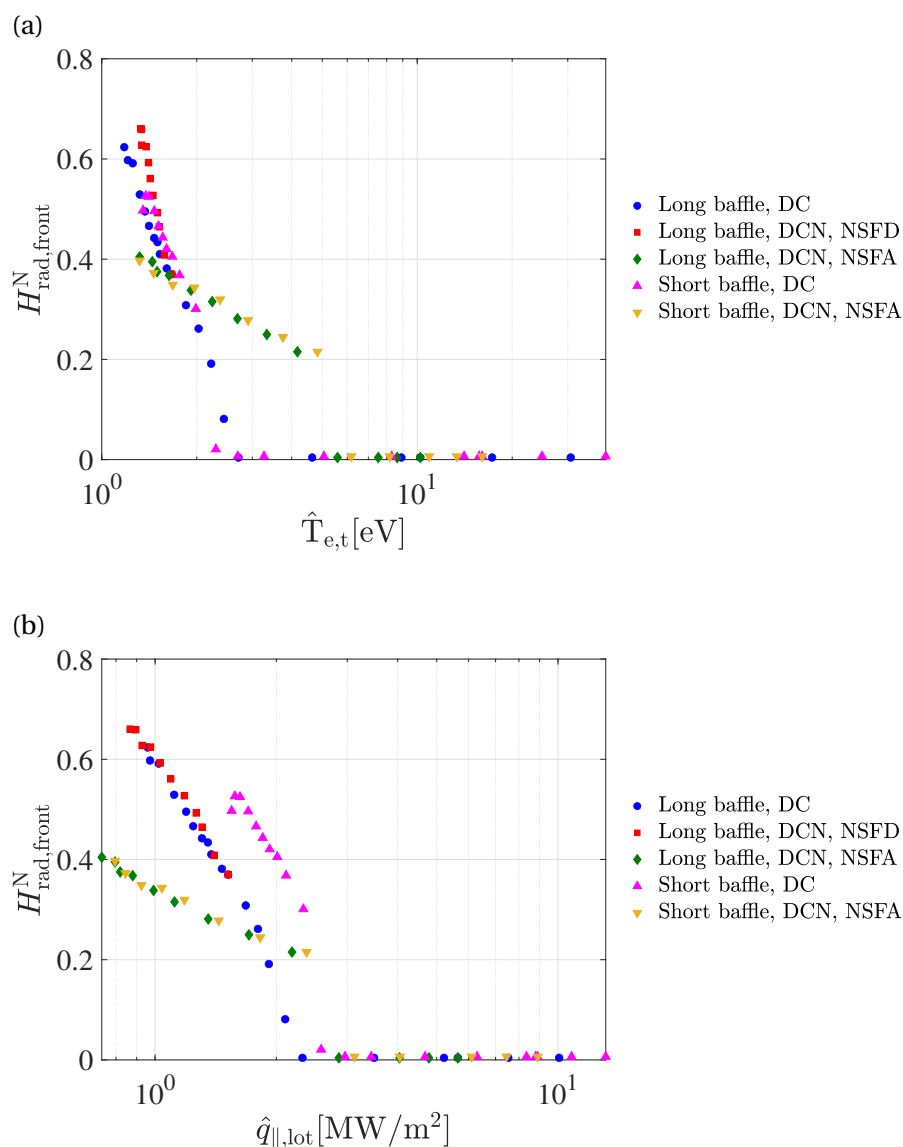 (a)
0.8
0.6
0.4
0.2
0
H^N_rad,front
10^0
10^1
T̂_e,t[eV]
Long baffle, DC
Long baffle, DCN, NSFD
Long baffle, DCN, NSFA
Short baffle, DC
Short baffle, DCN, NSFA
(b)
0.8
0.6
0.4
0.2
0
H^N_rad,front
10^0
10^1
q̂_∥,lot[MW/m²]
Long baffle, DC
Long baffle, DCN, NSFD
Long baffle, DCN, NSFA
Short baffle, DC
Short baffle, DCN, NSFA